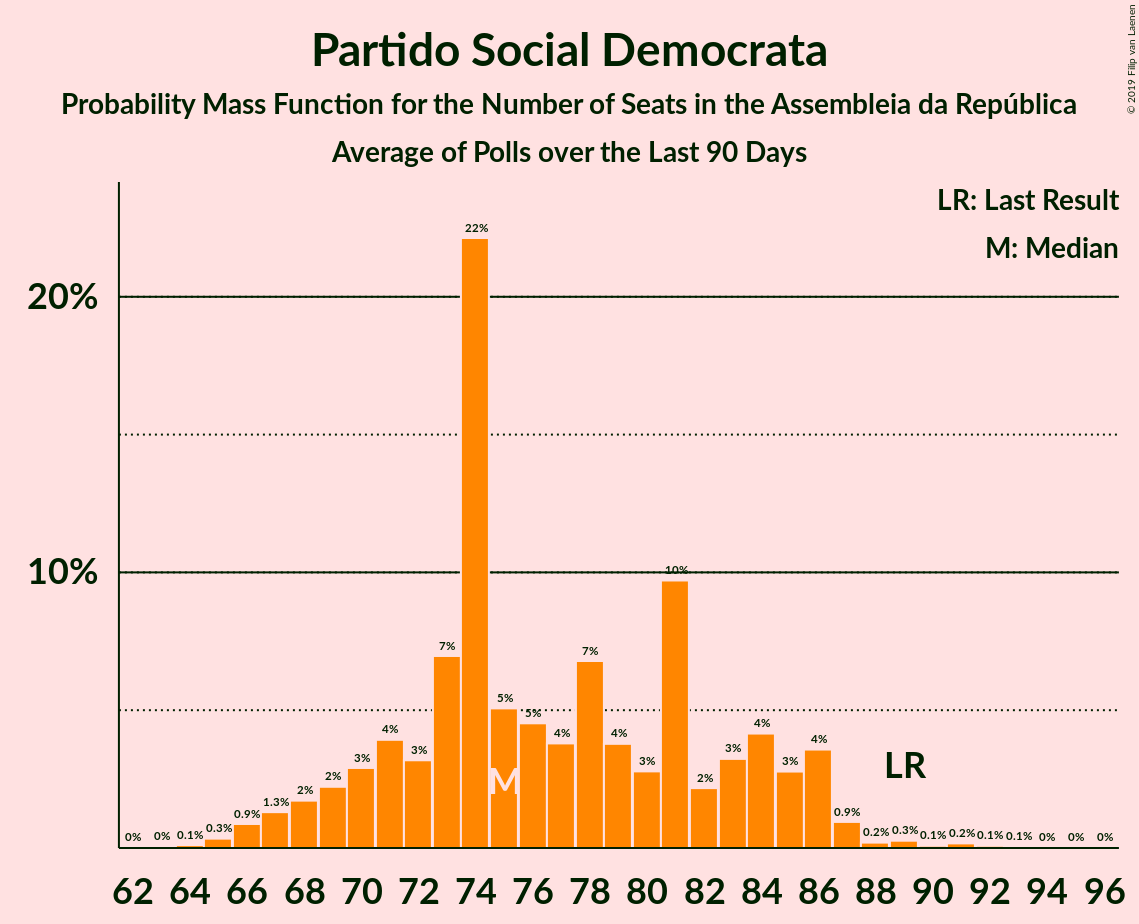 Partido Social Democrata
Probability Mass Function for the Number of Seats in the Assembleia da República
Average of Polls over the Last 90 Days
© 2019 Filip van Laenen
LR: Last Result
M: Median
20%
10%
0% 0% 0.1% 0.3% 0.9% 1.3% 2% 2% 3% 4% 3% 7% 22% 5% 5% 4% 7% 4% 3% 10% 2% 3% 4% 3% 4% 0.9% 0.2% 0.3% 0.1% 0.2% 0.1% 0.1% 0% 0% 0%
M
LR
62 64 66 68 70 72 74 76 78 80 82 84 86 88 90 92 94 96